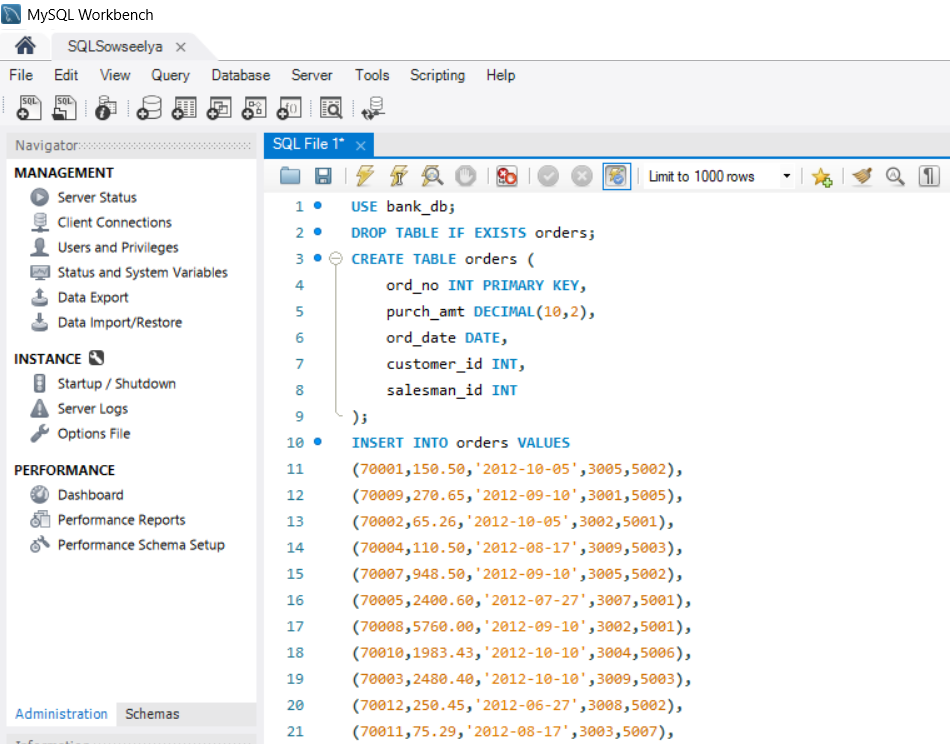 MySQL Workbench
SQLSowseelya
File Edit View Query Database Server Tools Scripting Help
Navigator
MANAGEMENT
Server Status
Client Connections
Users and Privileges
Status and System Variables
Data Export
Data Import/Restore
INSTANCE
Startup / Shutdown
Server Logs
Options File
PERFORMANCE
Dashboard
Performance Reports
Performance Schema Setup
Administration Schemas
SQL File 1*
Limit to 1000 rows
1 USE bank_db;
2 DROP TABLE IF EXISTS orders;
3 CREATE TABLE orders (
4 ord_no INT PRIMARY KEY,
5 purch_amt DECIMAL(10,2),
6 ord_date DATE,
7 customer_id INT,
8 salesman_id INT
9 );
10 INSERT INTO orders VALUES
11 (70001,150.50,'2012-10-05',3005,5002),
12 (70009,270.65,'2012-09-10',3001,5005),
13 (70002,65.26,'2012-10-05',3002,5001),
14 (70004,110.50,'2012-08-17',3009,5003),
15 (70007,948.50,'2012-09-10',3005,5002),
16 (70005,2400.60,'2012-07-27',3007,5001),
17 (70008,5760.00,'2012-09-10',3002,5001),
18 (70010,1983.43,'2012-10-10',3004,5006),
19 (70003,2480.40,'2012-10-10',3009,5003),
20 (70012,250.45,'2012-06-27',3008,5002),
21 (70011,75.29,'2012-08-17',3003,5007),